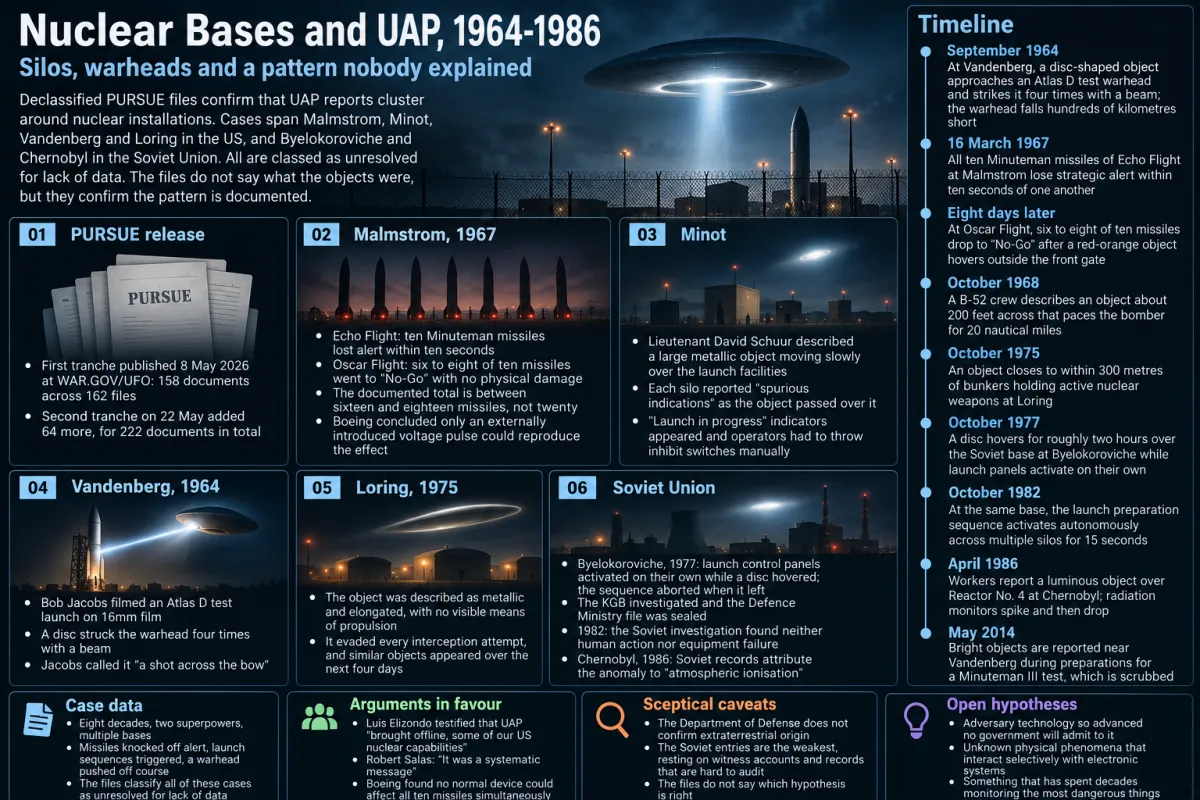 Nuclear Bases and UAP, 1964-1986
Silos, warheads and a pattern nobody explained
Declassified PURSUE files confirm that UAP reports cluster
around nuclear installations. Cases span Malmstrom, Minot,
Vandenberg and Loring in the US, and Byelokoroviche and
Chernobyl in the Soviet Union. All are classed as unresolved
for lack of data. The files do not say what the objects were,
but they confirm the pattern is documented.
01 PURSUE release
PURSUE
• First tranche published 8 May 2026
at WAR.GOV/UFO: 158 documents
across 162 files
• Second tranche on 22 May added
64 more, for 222 documents in total
02 Malmstrom, 1967
• Echo Flight: ten Minuteman missiles
lost alert within ten seconds
• Oscar Flight: six to eight of ten missiles
went to "No-Go" with no physical damage
• The documented total is between
sixteen and eighteen missiles, not twenty
• Boeing concluded only an externally
introduced voltage pulse could reproduce
the effect
03 Minot
• Lieutenant David Schuur described
a large metallic object moving slowly
over the launch facilities
• Each silo reported "spurious
indications" as the object passed over it
• "Launch in progress" indicators
appeared and operators had to throw
inhibit switches manually
04 Vandenberg, 1964
• Bob Jacobs filmed an Atlas D test
launch on 16mm film
• A disc struck the warhead four times
with a beam
• Jacobs called it "a shot across the bow"
05 Loring, 1975
• The object was described as metallic
and elongated, with no visible means
of propulsion
• It evaded every interception attempt,
and similar objects appeared over the
next four days
06 Soviet Union
• Byelokoroviche, 1977: launch control panels
activated on their own while a disc hovered;
the sequence aborted when it left
• The KGB investigated and the Defence
Ministry file was sealed
• 1982: the Soviet investigation found neither
human action nor equipment failure
• Chernobyl, 1986: Soviet records attribute
the anomaly to "atmospheric ionisation"
Timeline
September 1964
At Vandenberg, a disc-shaped object
approaches an Atlas D test warhead
and strikes it four times with a beam;
the warhead falls hundreds of kilometres
short
16 March 1967
All ten Minuteman missiles of Echo Flight
at Malmstrom lose strategic alert within
ten seconds of one another
Eight days later
At Oscar Flight, six to eight of ten missiles
drop to "No-Go" after a red-orange object
hovers outside the front gate
October 1968
A B-52 crew describes an object about
200 feet across that paces the bomber
for 20 nautical miles
October 1975
An object closes to within 300 metres
of bunkers holding active nuclear
weapons at Loring
October 1977
A disc hovers for roughly two hours over
the Soviet base at Byelokoroviche while
launch panels activate on their own
October 1982
At the same base, the launch preparation
sequence activates autonomously
across multiple silos for 15 seconds
April 1986
Workers report a luminous object over
Reactor No. 4 at Chernobyl; radiation
monitors spike and then drop
May 2014
Bright objects are reported near
Vandenberg during preparations for
a Minuteman III test, which is scrubbed
Case data
• Eight decades, two superpowers,
multiple bases
• Missiles knocked off alert, launch
sequences triggered, a warhead
pushed off course
• The files classify all of these cases
as unresolved for lack of data
Arguments in favour
• Luis Elizondo testified that UAP
"brought offline, some of our US
nuclear capabilities"
• Robert Salas: "It was a systematic
message"
• Boeing found no normal device could
affect all ten missiles simultaneously
Sceptical caveats
• The Department of Defense does not
confirm extraterrestrial origin
• The Soviet entries are the weakest,
resting on witness accounts and records
that are hard to audit
• The files do not say which hypothesis
is right
Open hypotheses
• Adversary technology so advanced
no government will admit to it
• Unknown physical phenomena that
interact selectively with electronic
systems
• Something that has spent decades
monitoring the most dangerous things